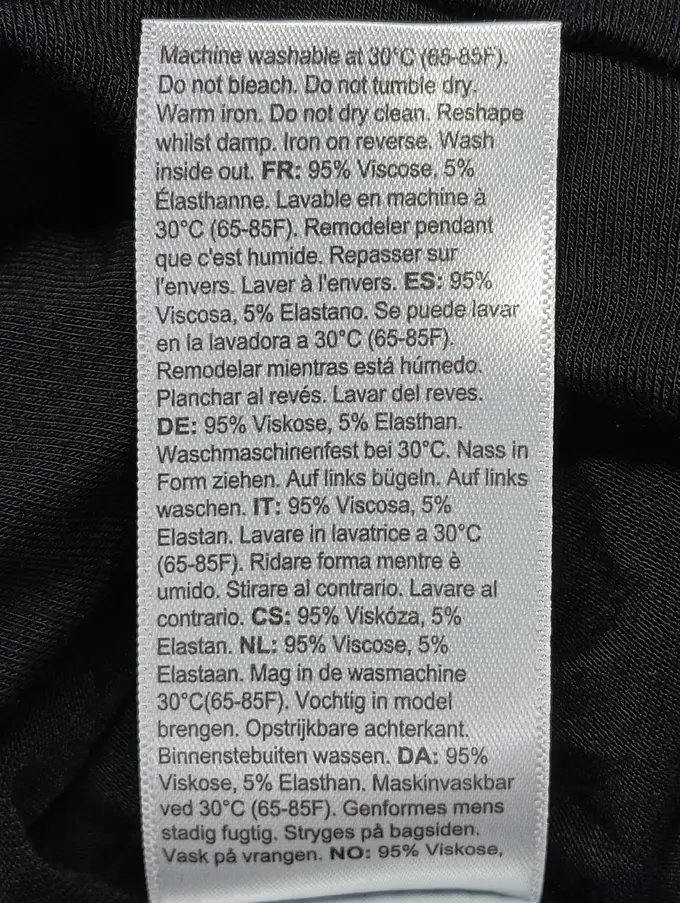 Machine washable at 30°C (65-85F).
Do not bleach. Do not tumble dry.
Warm iron. Do not dry clean. Reshape
whilst damp. Iron on reverse. Wash
inside out. FR: 95% Viscose, 5%
Élasthanne. Lavable en machine à
30°C (65-85F). Remodeler pendant
que c'est humide. Repasser sur
l'envers. Laver à l'envers. ES: 95%
Viscosa, 5% Elastano. Se puede lavar
en la lavadora a 30°C (65-85F).
Remodelar mientras está húmedo.
Planchar al revés. Lavar del reves.
DE: 95% Viskose, 5% Elasthan.
Waschmaschinenfest bei 30°C. Nass in
Form ziehen. Auf links bügeln. Auf links
waschen. IT: 95% Viscosa, 5%
Elastan. Lavare in lavatrice a 30°C
(65-85F). Ridare forma mentre è
umido. Stirare al contrario. Lavare al
contrario. CS: 95% Viskóza, 5%
Elastan. NL: 95% Viscose, 5%
Elastaan. Mag in de wasmachine
30°C(65-85F). Vochtig in model
brengen. Opstrijkbare achterkant.
Binnenstebuiten wassen. DA: 95%
Viskose, 5% Elasthan. Maskinvaskbar
ved 30°C (65-85F). Genformes mens
stadig fugtig. Stryges på bagsiden.
Vask på vrangen. NO: 95% Viskose,